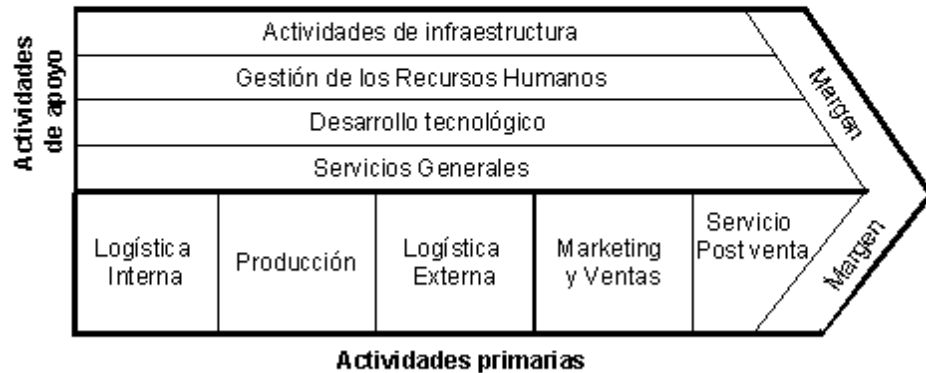 Actividades
de apoyo
Actividades de infraestructura
Gestión de los Recursos Humanos
Desarrollo tecnológico
Servicios Generales
Margen
Logística
Interna
Producción
Logística
Externa
Marketing
y Ventas
Servicio
Post venta
Margen
Actividades primarias